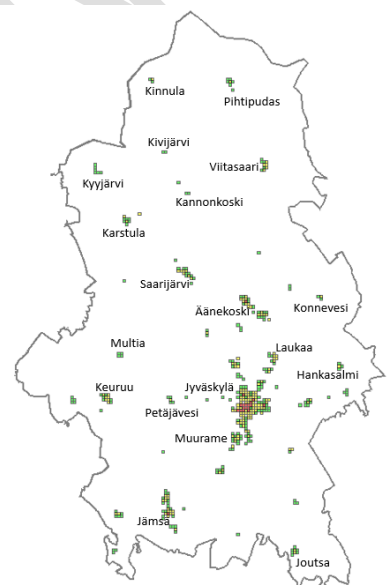 Kinnula
Pihtipudas
Kivijärvi
Viitasaari
Kyyjärvi
Kannonkoski
Karstula
Saarijärvi
Äänekoski
Konnevesi
Multia
Laukaa
Hankasalmi
Keuruu
Jyväskylä
Petäjävesi
Muurame
Jämsä
Joutsa